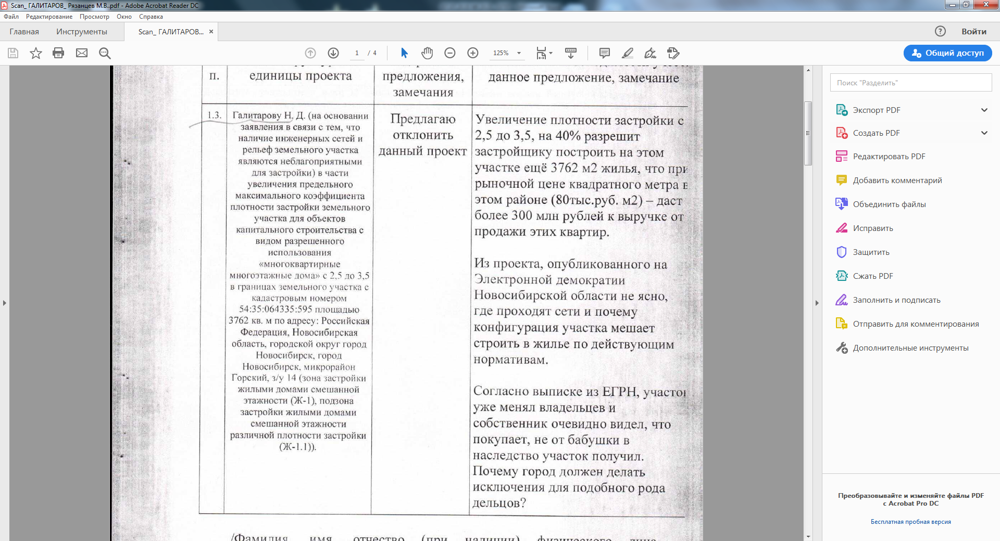 Scan_ ГАЛИТАРОВ_ Рязанцев М.В..pdf - Adobe Acrobat Reader DC
Файл Редактирование Просмотр Окно Справка
Главная Инструменты Scan_ ГАЛИТАРОВ... × ? Войти
1 / 4 125% Общий доступ
п.
единицы проекта
предложения,
замечания
данное предложение, замечание
1.3.
Галитарову Н. Д. (на основании
заявления в связи с тем, что
наличие инженерных сетей и
рельеф земельного участка
являются неблагоприятными
для застройки) в части
увеличения предельного
максимального коэффициента
плотности застройки земельного
участка для объектов
капитального строительства с
видом разрешенного
использования
«многоквартирные
многоэтажные дома» с 2,5 до 3,5
в границах земельного участка с
кадастровым номером
54:35:064335:595 площадью
3762 кв. м по адресу: Российская
Федерация, Новосибирская
область, городской округ город
Новосибирск, город
Новосибирск, микрорайон
Горский, з/у 14 (зона застройки
жилыми домами смешанной
этажности (Ж-1), подзона
застройки жилыми домами
смешанной этажности
различной плотности застройки
(Ж-1.1)).
Предлагаю
отклонить
данный проект
Увеличение плотности застройки с
2,5 до 3,5, на 40% разрешит
застройщику построить на этом
участке ещё 3762 м2 жилья, что при
рыночной цене квадратного метра в
этом районе (80тыс.руб. м2) – даст
более 300 млн рублей к выручке от
продажи этих квартир.
Из проекта, опубликованного на
Электронной демократии
Новосибирской области не ясно,
где проходят сети и почему
конфигурация участка мешает
строить в жилье по действующим
нормативам.
Согласно выписке из ЕГРН, участок
уже менял владельцев и
собственник очевидно видел, что
покупает, не от бабушки в
наследство участок получил.
Почему город должен делать
исключения для подобного рода
дельцов?
/Фамилия имя отчество (при наличии) физического лица
Поиск "Разделить"
Экспорт PDF
Создать PDF
Редактировать PDF
Добавить комментарий
Объединить файлы
Исправить
Защитить
Сжать PDF
Заполнить и подписать
Отправить для комментирования
Дополнительные инструменты
Преобразовывайте и изменяйте файлы PDF
с Acrobat Pro DC
Бесплатная пробная версия